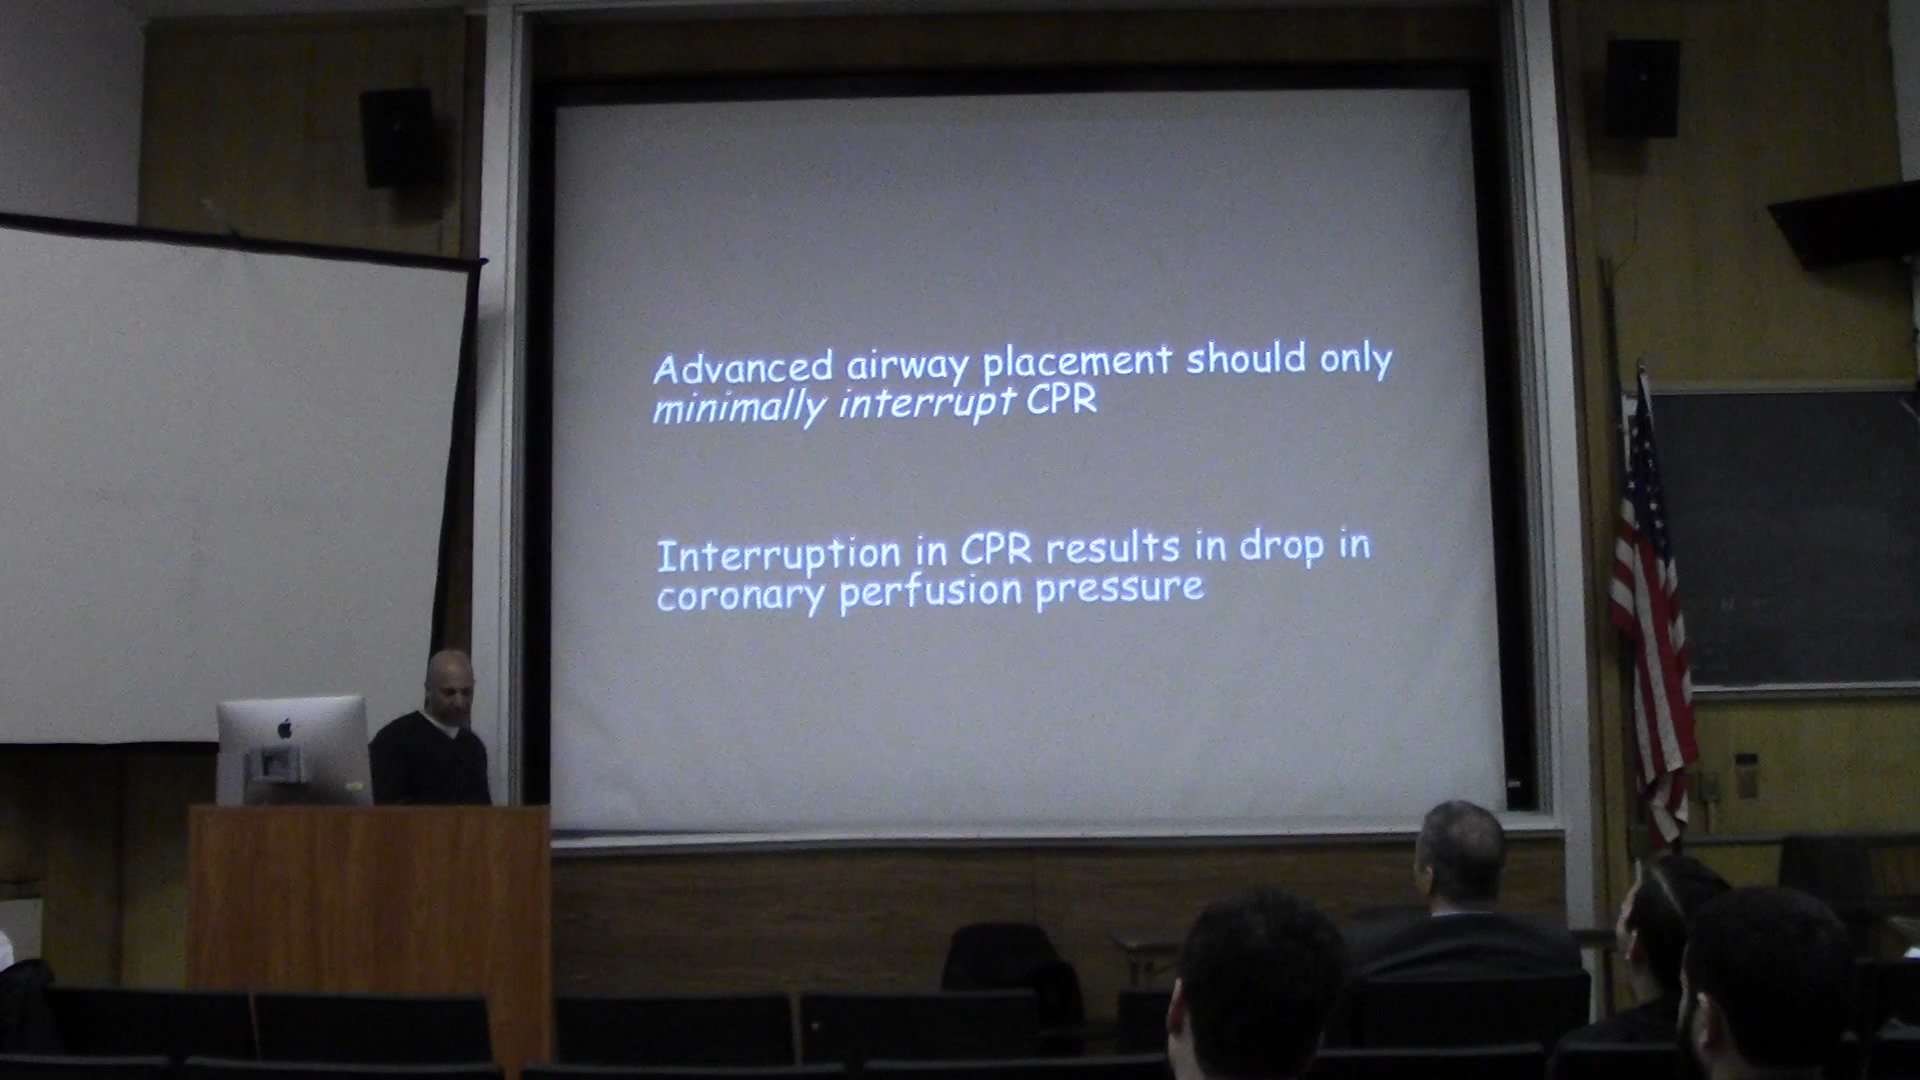 Advanced airway placement should only
minimally interrupt CPR
Interruption in CPR results in drop in
coronary perfusion pressure